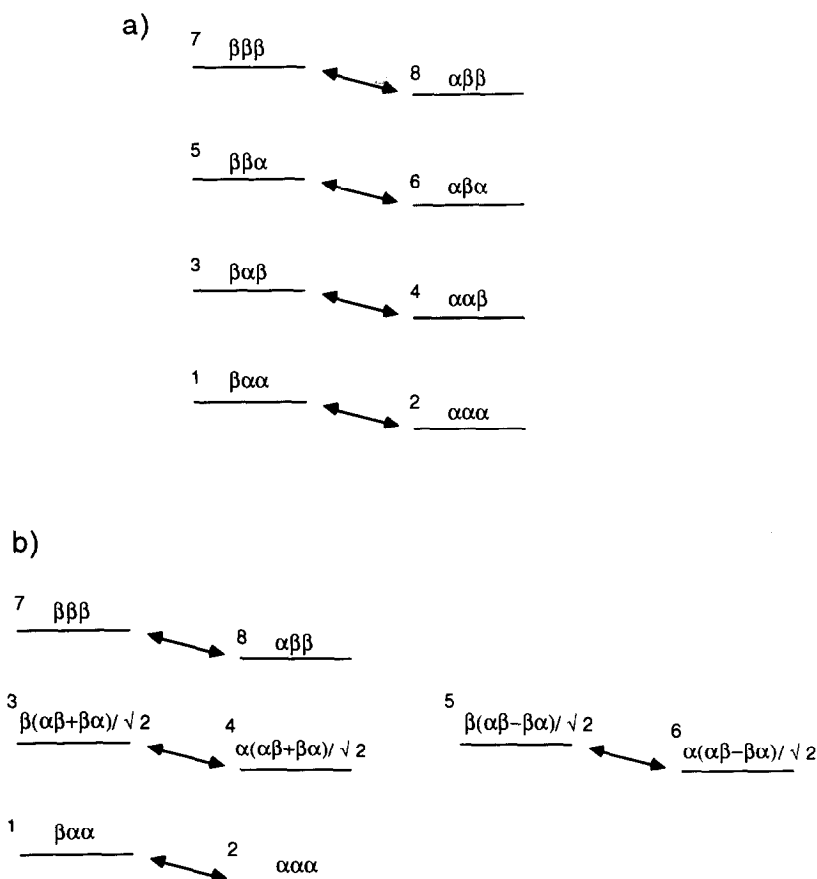 a)
7 βββ
8 αββ
5 ββα
6 αβα
3 βαβ
4 ααβ
1 βαα
2 ααα
b)
7 βββ
8 αββ
3 β(αβ+βα)/√2
4 α(αβ+βα)/√2
5 β(αβ−βα)/√2
6 α(αβ−βα)/√2
1 βαα
2 ααα